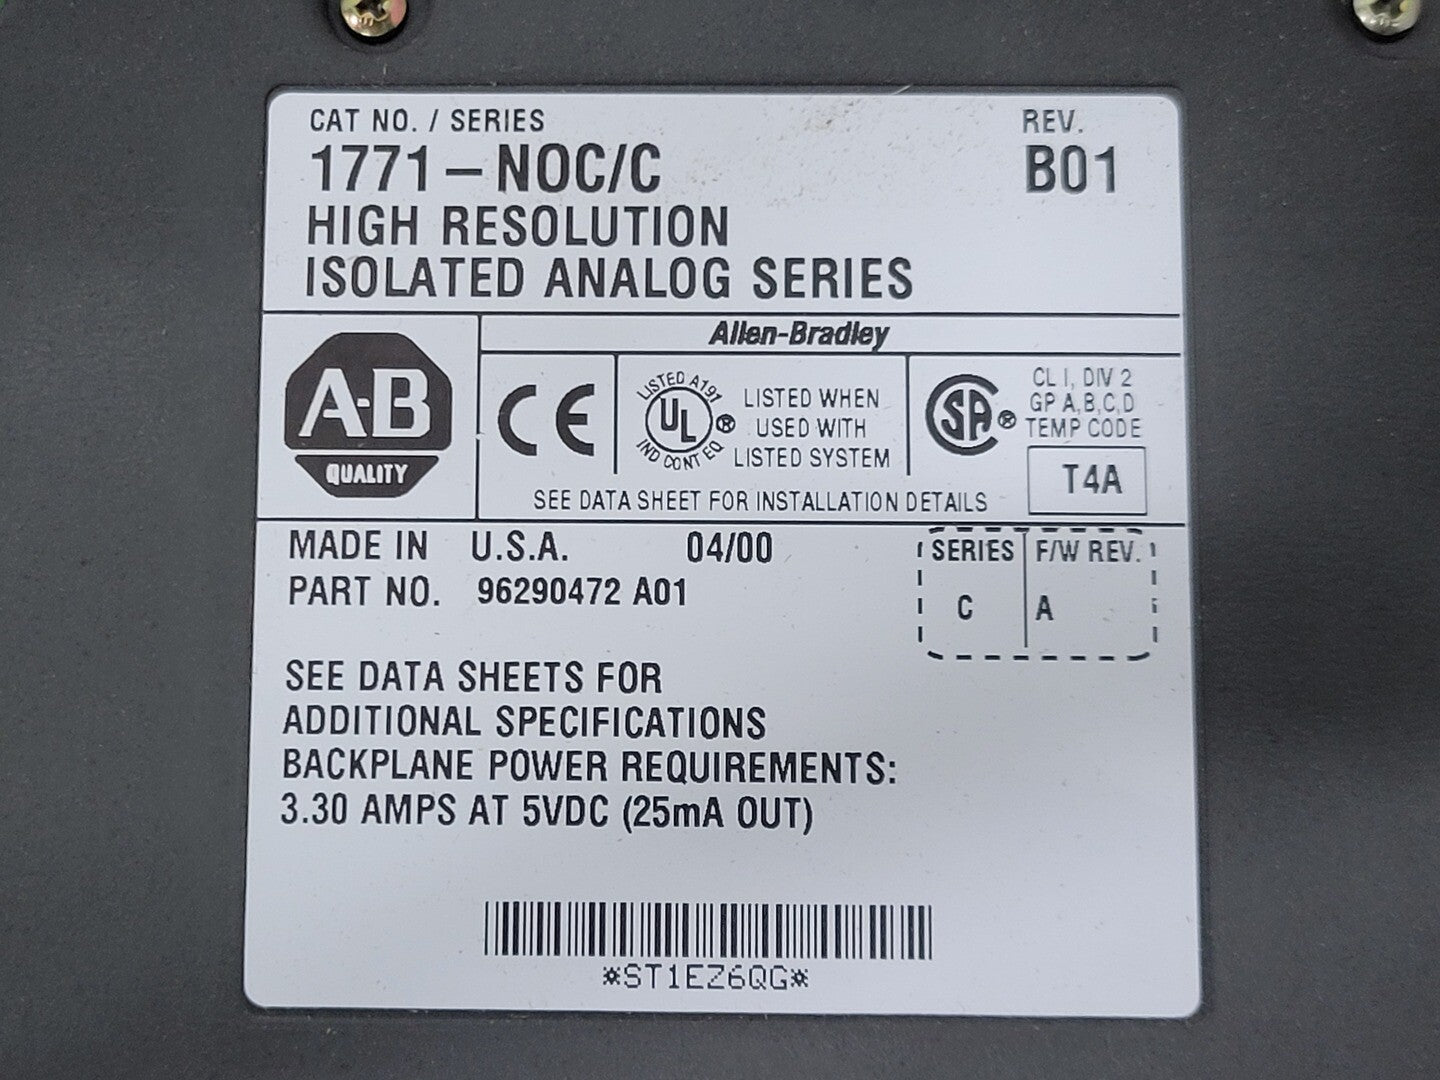 CAT NO. / SERIES
REV.
1771 - NOC/C
B01
HIGH RESOLUTION
ISOLATED ANALOG SERIES
Allen-Bradley
A-B
QUALITY
CE
LISTED A191
UL ®
IND CONT EQ
LISTED WHEN
USED WITH
LISTED SYSTEM
SA ®
CL I, DIV 2
GP A,B,C,D
TEMP CODE
T4A
SEE DATA SHEET FOR INSTALLATION DETAILS
MADE IN U.S.A. 04/00
PART NO. 96290472 A01
SERIES F/W REV.
C A
SEE DATA SHEETS FOR
ADDITIONAL SPECIFICATIONS
BACKPLANE POWER REQUIREMENTS:
3.30 AMPS AT 5VDC (25mA OUT)
*ST1EZ6QG*